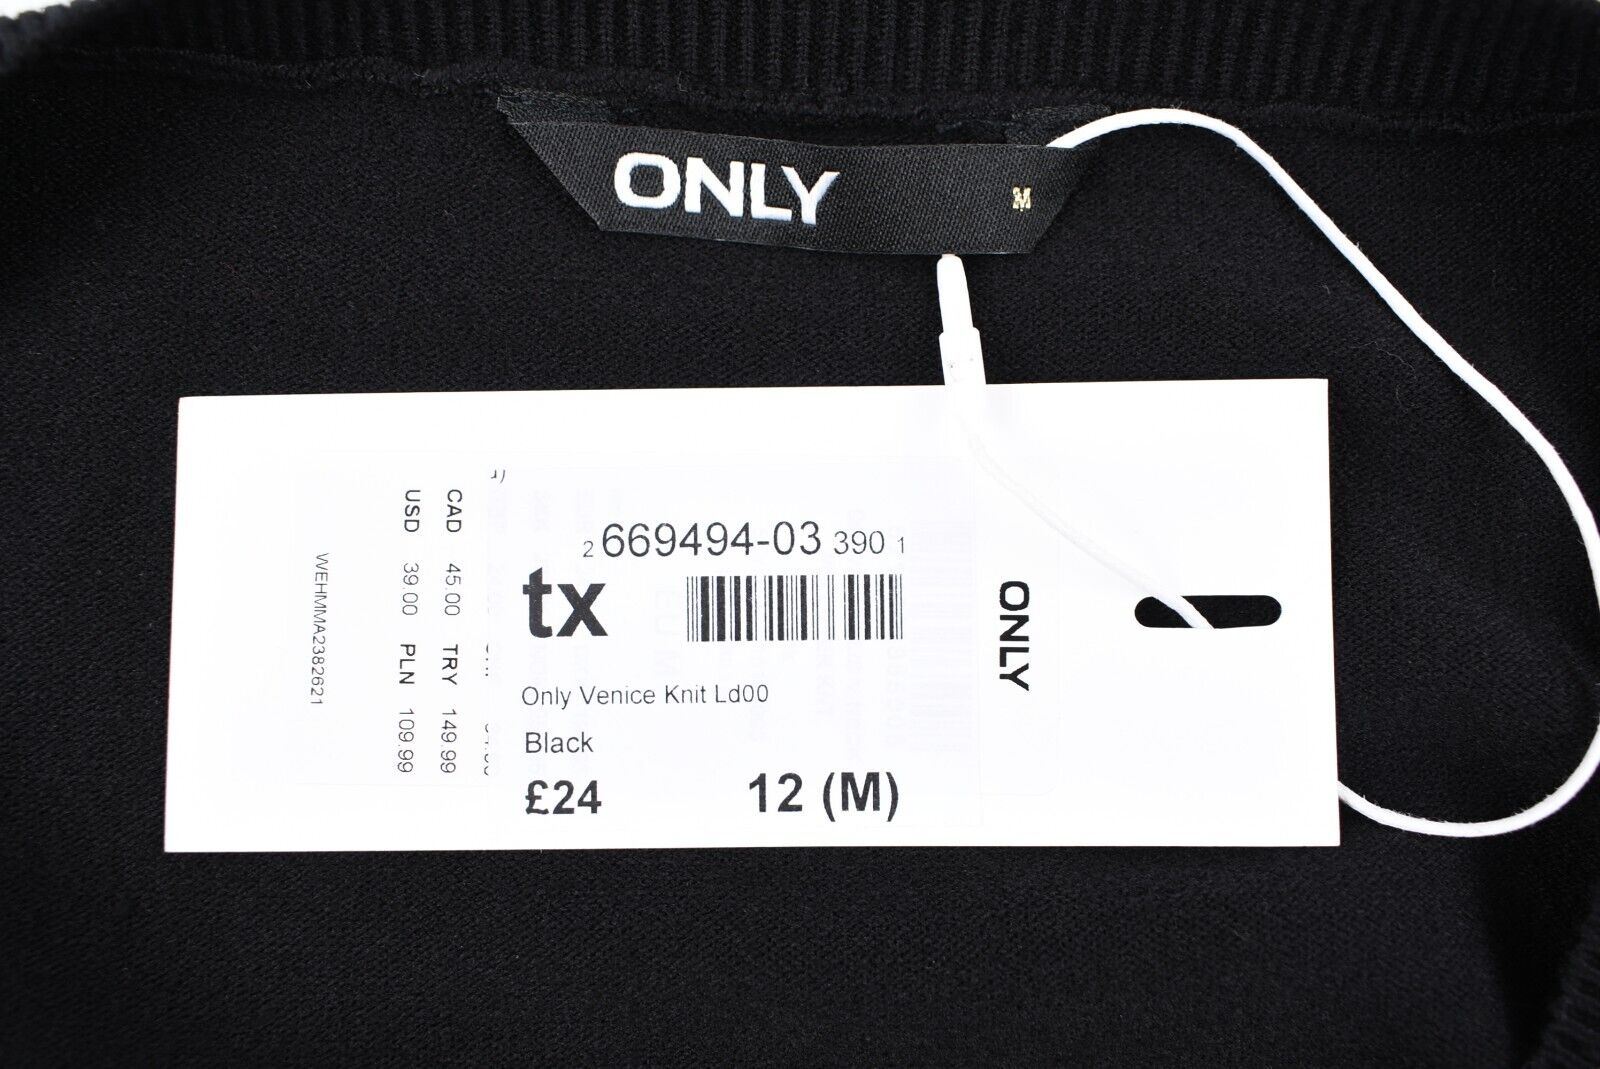 ONLY
M
2 669494-03 390 1
tx
Only Venice Knit Ld00
Black
£24 12 (M)
ONLY
CAD 45.00 TRY 149.99
USD 39.00 PLN 109.99
WEHMMA2382621